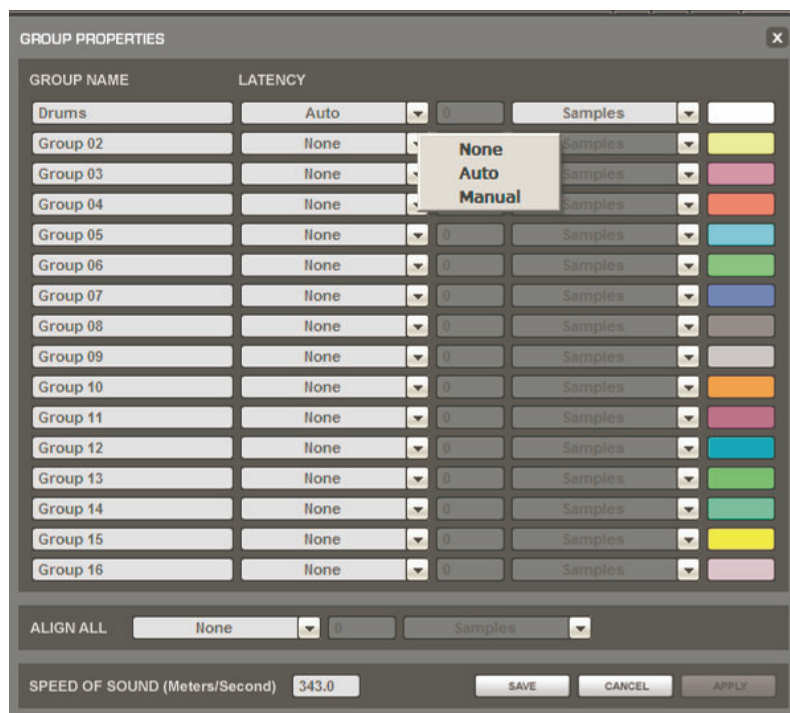 GROUP PROPERTIES X
GROUP NAME LATENCY
Drums Auto 0 Samples
Group 02 None None Samples
Group 03 None Auto Samples
Group 04 None Manual Samples
Group 05 None 0 Samples
Group 06 None 0 Samples
Group 07 None 0 Samples
Group 08 None 0 Samples
Group 09 None 0 Samples
Group 10 None 0 Samples
Group 11 None 0 Samples
Group 12 None 0 Samples
Group 13 None 0 Samples
Group 14 None 0 Samples
Group 15 None 0 Samples
Group 16 None 0 Samples
ALIGN ALL None 0 Samples
SPEED OF SOUND (Meters/Second) 343.0 SAVE CANCEL APPLY